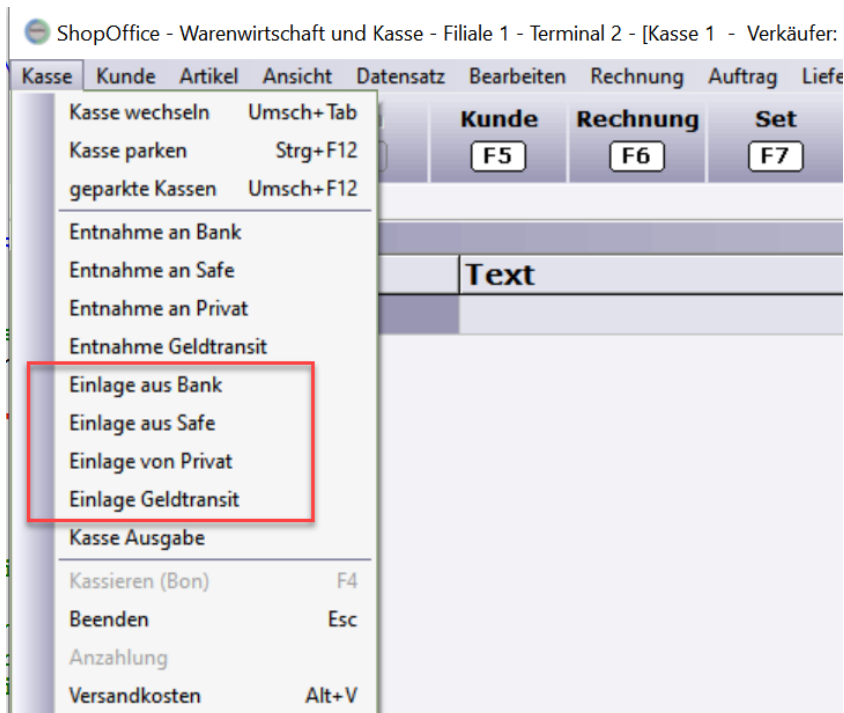 ShopOffice - Warenwirtschaft und Kasse - Filiale 1 - Terminal 2 - [Kasse 1 - Verkäufer:
Kasse Kunde Artikel Ansicht Datensatz Bearbeiten Rechnung Auftrag Liefe
Kunde Rechnung Set
F5 F6 F7
Text
Kasse wechseln Umsch+Tab
Kasse parken Strg+F12
geparkte Kassen Umsch+F12
Entnahme an Bank
Entnahme an Safe
Entnahme an Privat
Entnahme Geldtransit
Einlage aus Bank
Einlage aus Safe
Einlage von Privat
Einlage Geldtransit
Kasse Ausgabe
Kassieren (Bon) F4
Beenden Esc
Anzahlung
Versandkosten Alt+V